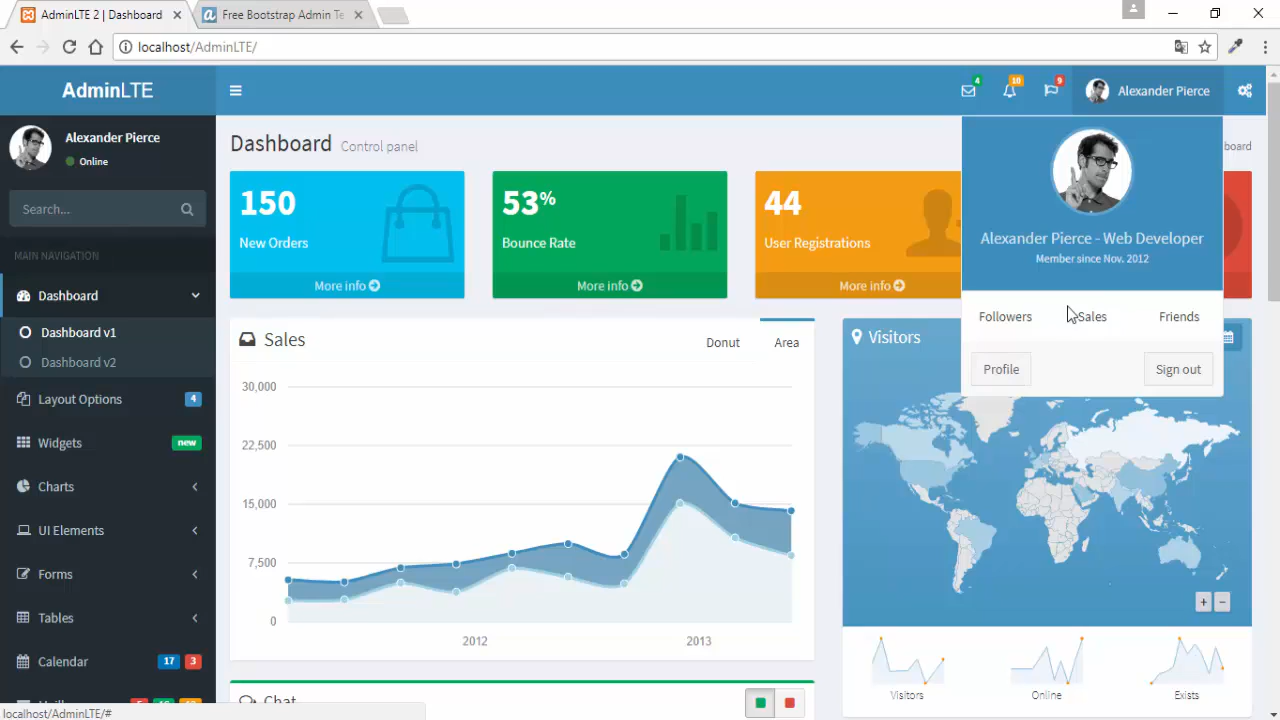 AdminLTE 2 | Dashboard
Free Bootstrap Admin Te
localhost/AdminLTE/
AdminLTE
4
10
9
Alexander Pierce
Alexander Pierce
Online
Search...
MAIN NAVIGATION
Dashboard
Dashboard v1
Dashboard v2
Layout Options 4
Widgets new
Charts
UI Elements
Forms
Tables
Calendar 17 3
Dashboard Control panel
150
New Orders
More info
53%
Bounce Rate
More info
44
User Registrations
More info
Alexander Pierce - Web Developer
Member since Nov. 2012
Followers Sales Friends
Profile Sign out
Sales
Donut Area
30,000
22,500
15,000
7,500
0
2012 2013
Visitors
+ −
Visitors Online Exists
Chat
localhost/AdminLTE/#